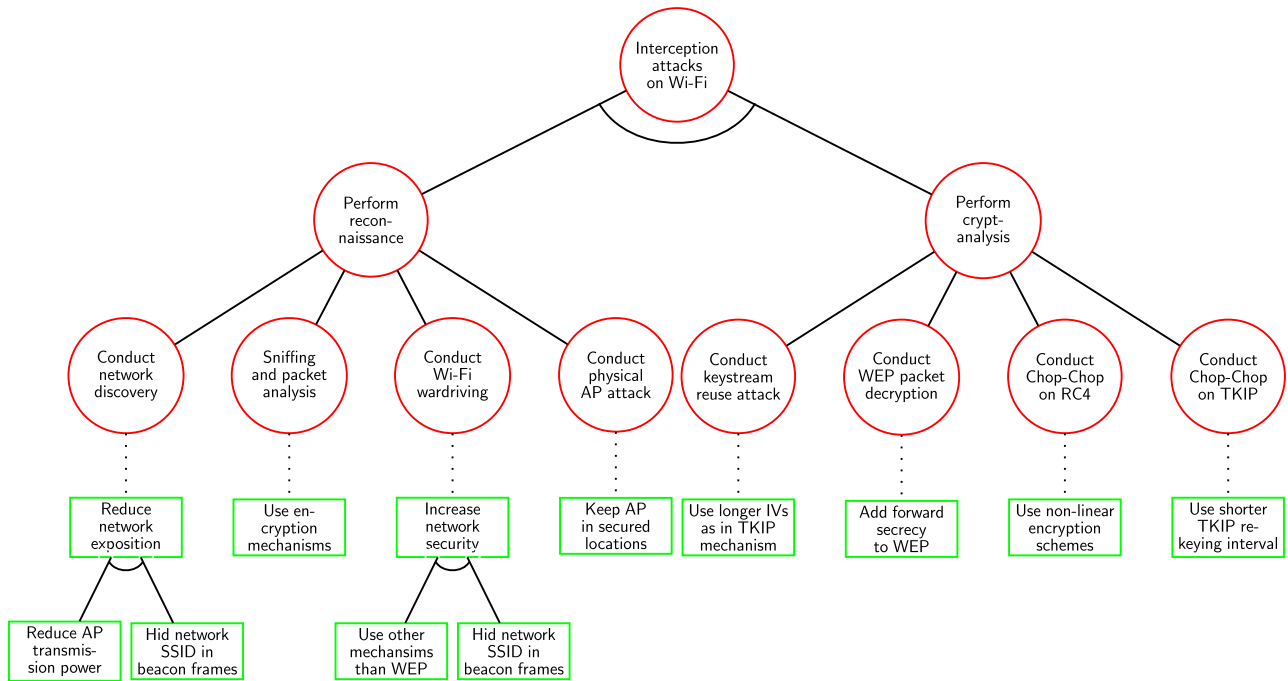 Interception
attacks
on Wi-Fi
Perform
recon-
naissance
Perform
crypt-
analysis
Conduct
network
discovery
Sniffing
and packet
analysis
Conduct
Wi-Fi
wardriving
Conduct
physical
AP attack
Conduct
keystream
reuse attack
Conduct
WEP packet
decryption
Conduct
Chop-Chop
on RC4
Conduct
Chop-Chop
on TKIP
Reduce
network
exposition
Use en-
cryption
mechanisms
Increase
network
security
Keep AP
in secured
locations
Use longer IVs
as in TKIP
mechanism
Add forward
secrecy
to WEP
Use non-linear
encryption
schemes
Use shorter
TKIP re-
keying interval
Reduce AP
transmis-
sion power
Hid network
SSID in
beacon frames
Use other
mechansims
than WEP
Hid network
SSID in
beacon frames